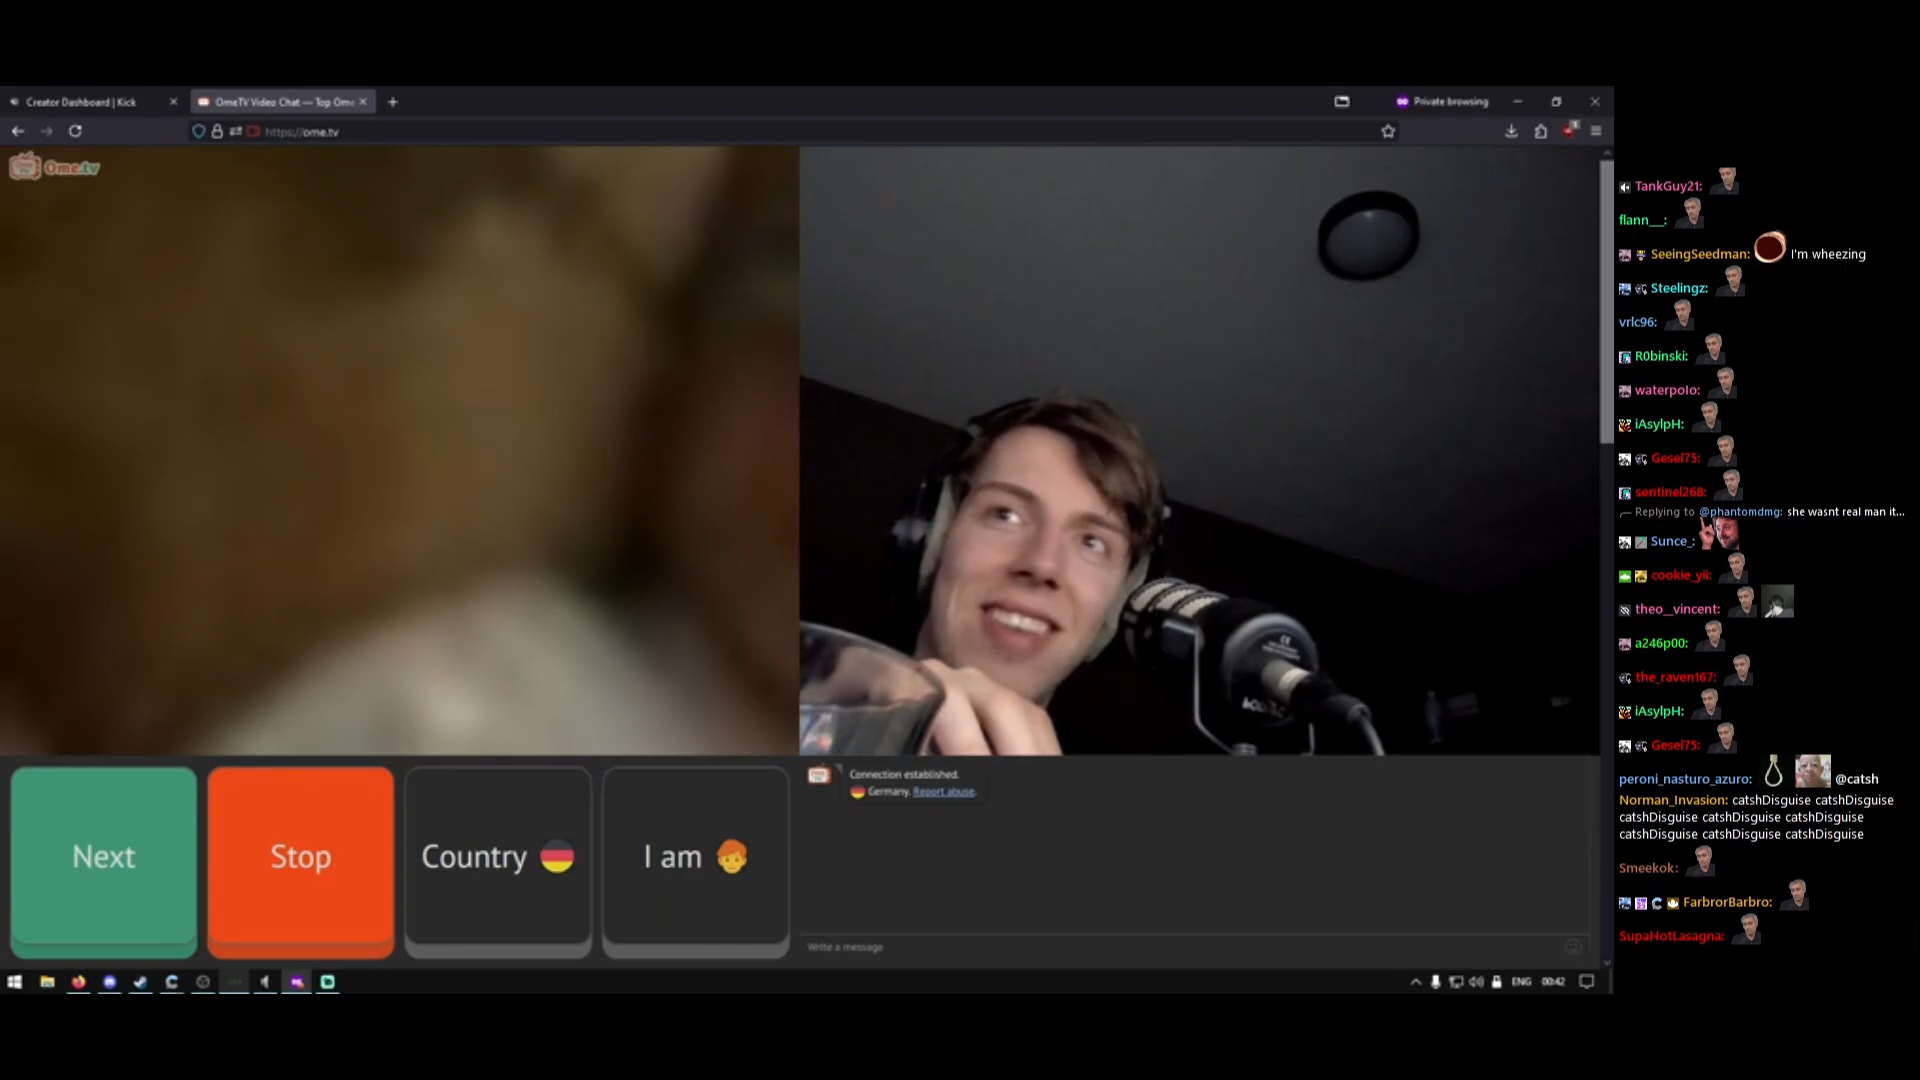 Creator Dashboard | Kick
OmeTV Video Chat — Top Ome
Private browsing
https://ome.tv
Ome.tv
Next
Stop
Country
I am
Connection established.
Germany. Report abuse.
Write a message
ENG
00:42
TankGuy21:
flann__:
SeeingSeedman: I'm wheezing
Steelingz:
vrlc96:
R0binski:
waterpolo:
iAsylpH:
Gesel75:
sentinel268:
Replying to @phantomdmg: she wasnt real man it...
Sunce_:
cookie_yii:
theo__vincent:
a246p00:
the_raven167:
iAsylpH:
Gesel75:
peroni_nasturo_azuro: @catsh
Norman_Invasion: catshDisguise catshDisguise
catshDisguise catshDisguise catshDisguise
catshDisguise catshDisguise catshDisguise
Smeekok:
FarbrorBarbro:
SupaHotLasagna: